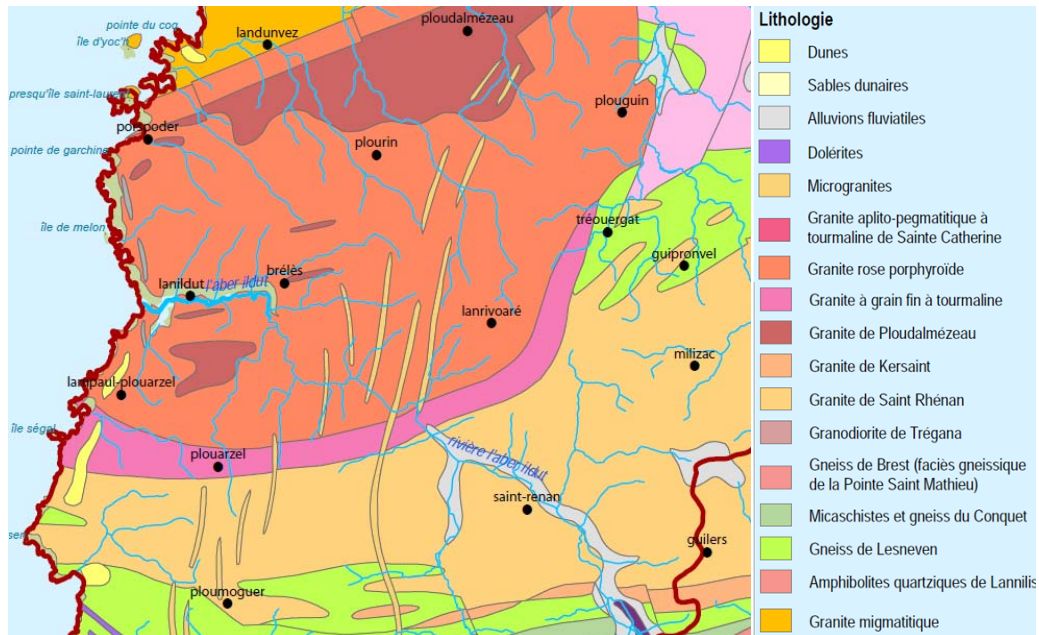 pointe du coq
île d'yoc'h
landunvez
ploudalmézeau
presqu'île saint-laurent
plouguin
porspoder
plourin
pointe de garchine
île de melon
tréouergat
guipronvel
lanildut
l'aber ildut
brélès
lanrivoaré
milizac
lampaul-plouarzel
île ségal
plouarzel
rivière l'aber ildut
saint-renan
guilers
ploumoguer
Lithologie
Dunes
Sables dunaires
Alluvions fluviatiles
Dolérites
Microgranites
Granite aplito-pegmatitique à
tourmaline de Sainte Catherine
Granite rose porphyroïde
Granite à grain fin à tourmaline
Granite de Ploudalmézeau
Granite de Kersaint
Granite de Saint Rhénan
Granodiorite de Trégana
Gneiss de Brest (faciès gneissique
de la Pointe Saint Mathieu)
Micaschistes et gneiss du Conquet
Gneiss de Lesneven
Amphibolites quartziques de Lannilis
Granite migmatitique